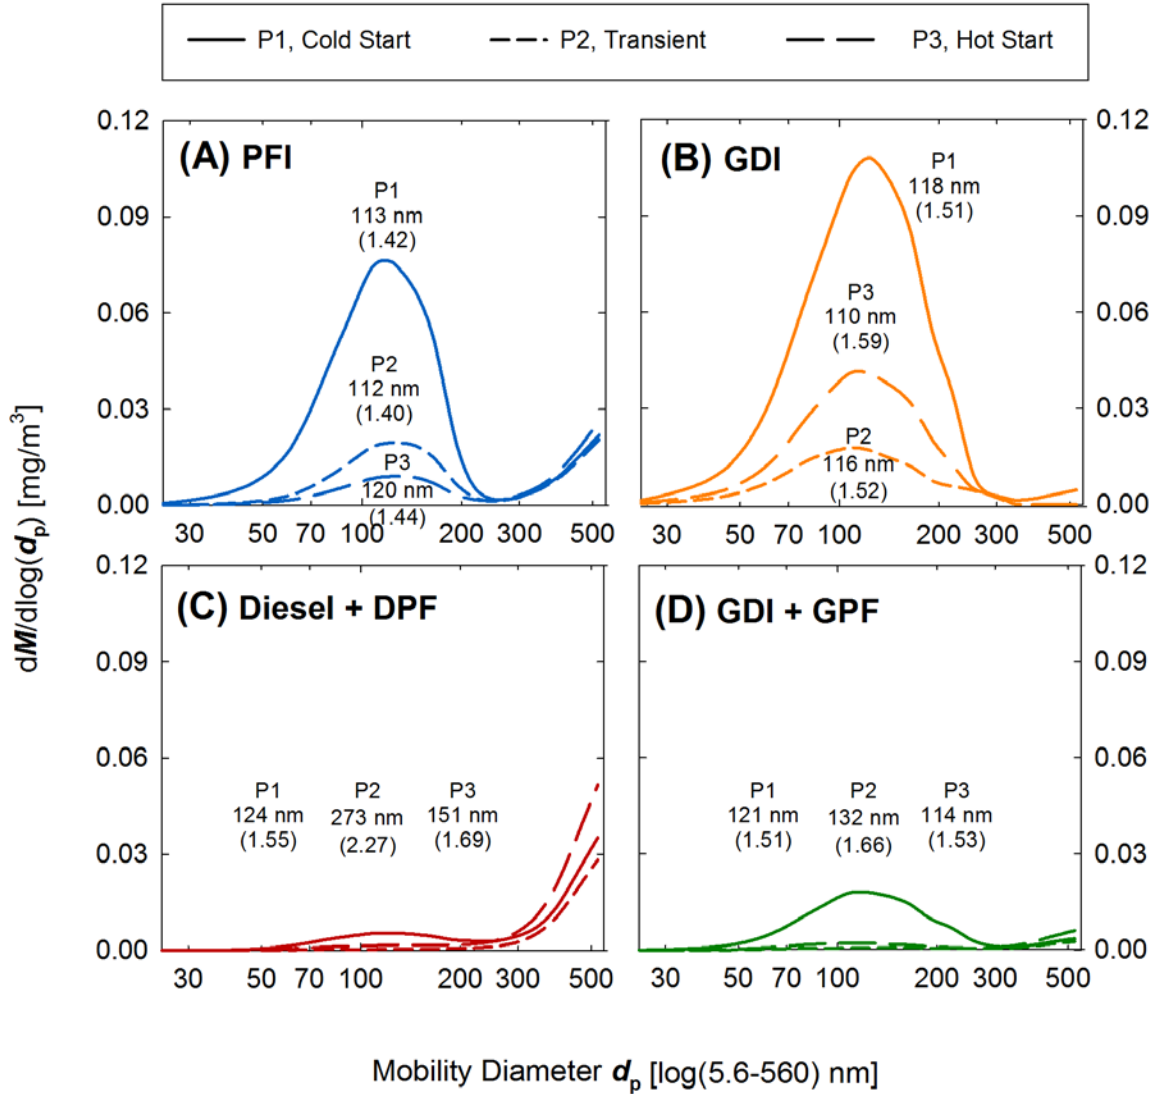 P1, Cold Start P2, Transient P3, Hot Start
dM/dlog(dp) [mg/m³]
0.12
0.09
0.06
0.03
0.00
(A) PFI
P1
113 nm
(1.42)
P2
112 nm
(1.40)
P3
120 nm
(1.44)
30 50 70 100 200 300 500
(B) GDI
P1
118 nm
(1.51)
P3
110 nm
(1.59)
P2
116 nm
(1.52)
0.12
0.09
0.06
0.03
0.00
30 50 70 100 200 300 500
0.12
0.09
0.06
0.03
0.00
(C) Diesel + DPF
P1 P2 P3
124 nm 273 nm 151 nm
(1.55) (2.27) (1.69)
30 50 70 100 200 300 500
(D) GDI + GPF
P1 P2 P3
121 nm 132 nm 114 nm
(1.51) (1.66) (1.53)
0.12
0.09
0.06
0.03
0.00
30 50 70 100 200 300 500
Mobility Diameter dp [log(5.6-560) nm]